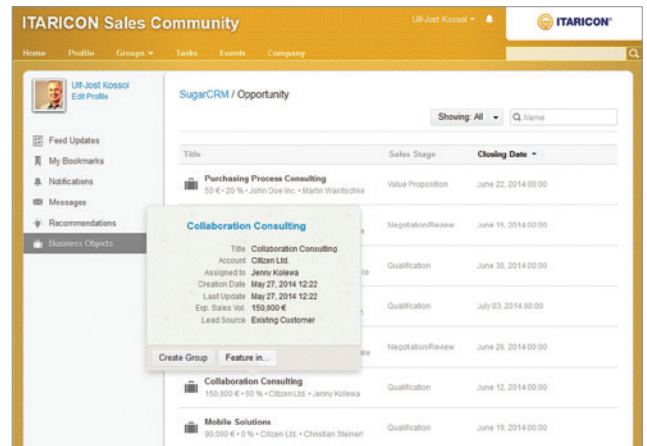 ITARICON Sales Community
Ulf-Jost Kossol
ITARICON
Home Profile Groups Tasks Events Company
Ulf-Jost Kossol
Edit Profile
SugarCRM / Opportunity
Showing: All
Name
Feed Updates
My Bookmarks
Notifications
Messages
Recommendations
Business Objects
Title Sales Stage Closing Date
Purchasing Process Consulting
50 € • 20 % • John Doe Inc. • Martin Wanitschke
Value Proposition June 22, 2014 00:00
Negotiation/Review June 15, 2014 00:00
Qualification June 30, 2014 00:00
Qualification July 03, 2014 00:00
Negotiation/Review June 26, 2014 00:00
Collaboration Consulting
Title Collaboration Consulting
Account Citizen Ltd.
Assigned to Jenny Kolewa
Creation Date May 27, 2014 12:22
Last Update May 27, 2014 12:22
Exp. Sales Vol. 150,000 €
Lead Source Existing Customer
Create Group Feature in...
Collaboration Consulting
150,000 € • 50 % • Citizen Ltd. • Jenny Kolewa
Qualification June 12, 2014 00:00
Mobile Solutions
90,000 € • 0 % • Citizen Ltd. • Christian Steinert
Qualification June 19, 2014 00:00